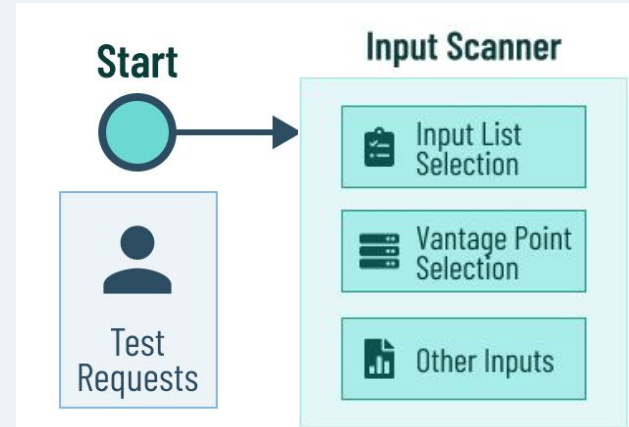 Start
Test
Requests
Input Scanner
Input List
Selection
Vantage Point
Selection
Other Inputs